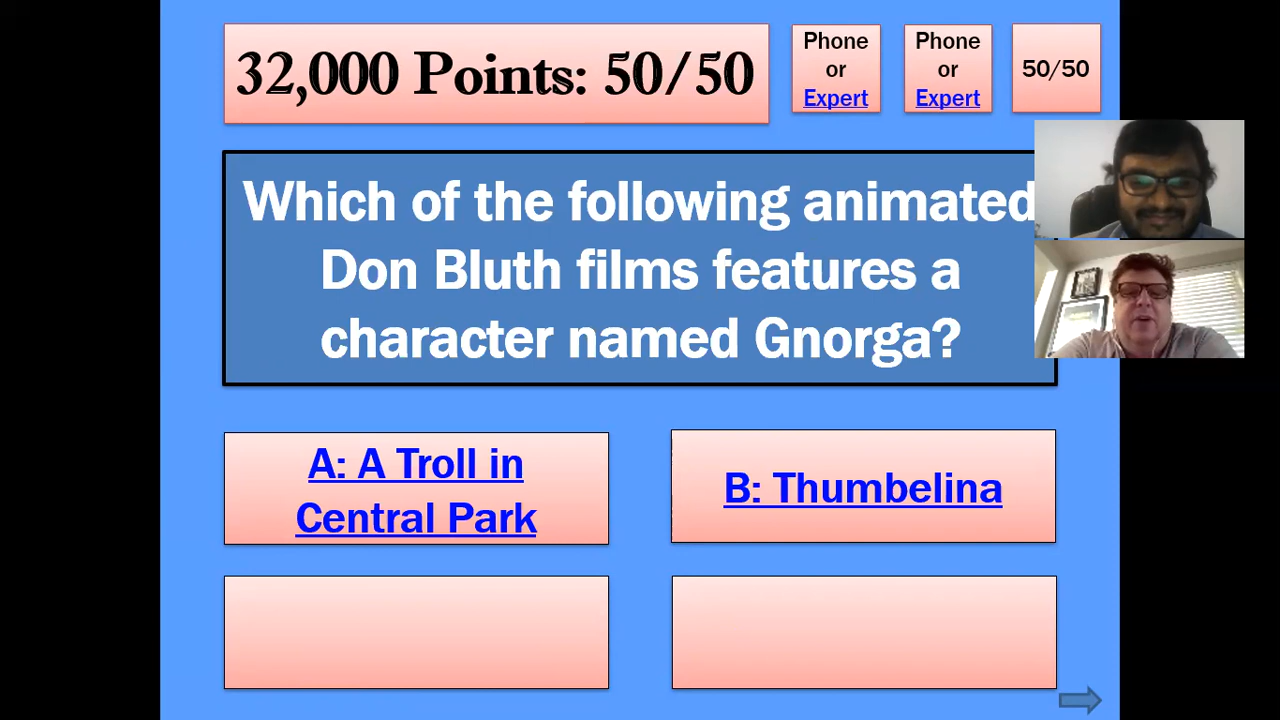 32,000 Points: 50/50
Phone
or
Expert
Phone
or
Expert
50/50
Which of the following animated
Don Bluth films features a
character named Gnorga?
A: A Troll in
Central Park
B: Thumbelina